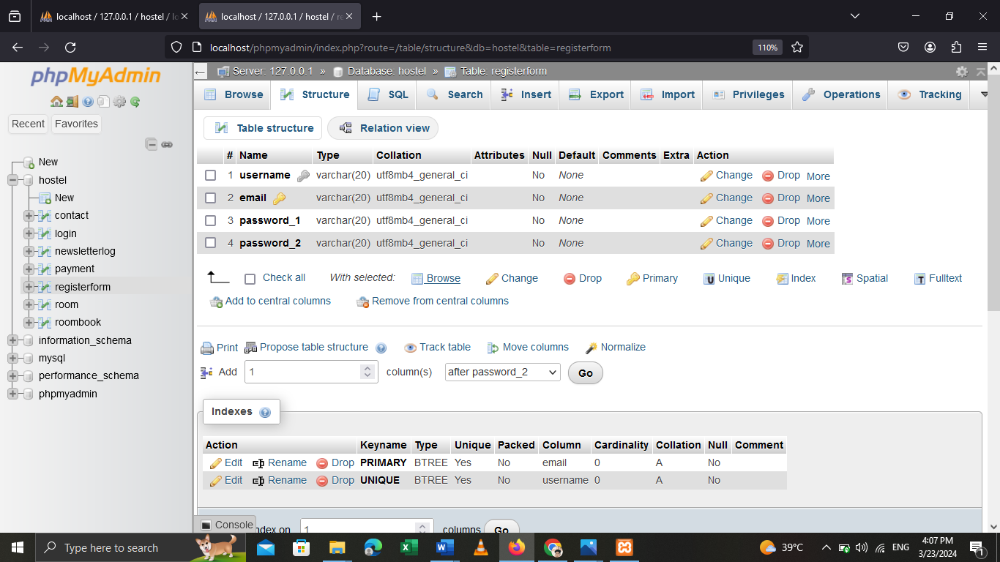 localhost / 127.0.0.1 / hostel / lo
localhost / 127.0.0.1 / hostel / re
localhost/phpmyadmin/index.php?route=/table/structure&db=hostel&table=registerform
110%
phpMyAdmin
Recent Favorites
New
hostel
New
contact
login
newsletterlog
payment
registerform
room
roombook
information_schema
mysql
performance_schema
phpmyadmin
Server: 127.0.0.1 » Database: hostel » Table: registerform
Browse Structure SQL Search Insert Export Import Privileges Operations Tracking
Table structure Relation view
# Name Type Collation Attributes Null Default Comments Extra Action
1 username varchar(20) utf8mb4_general_ci No None Change Drop More
2 email varchar(20) utf8mb4_general_ci No None Change Drop More
3 password_1 varchar(20) utf8mb4_general_ci No None Change Drop More
4 password_2 varchar(20) utf8mb4_general_ci No None Change Drop More
Check all With selected: Browse Change Drop Primary Unique Index Spatial Fulltext
Add to central columns Remove from central columns
Print Propose table structure Track table Move columns Normalize
Add 1 column(s) after password_2 Go
Indexes
Action Keyname Type Unique Packed Column Cardinality Collation Null Comment
Edit Rename Drop PRIMARY BTREE Yes No email 0 A No
Edit Rename Drop UNIQUE BTREE Yes No username 0 A No
Console ndex on 1 columns Go
Type here to search
39°C
ENG
4:07 PM
3/23/2024
1